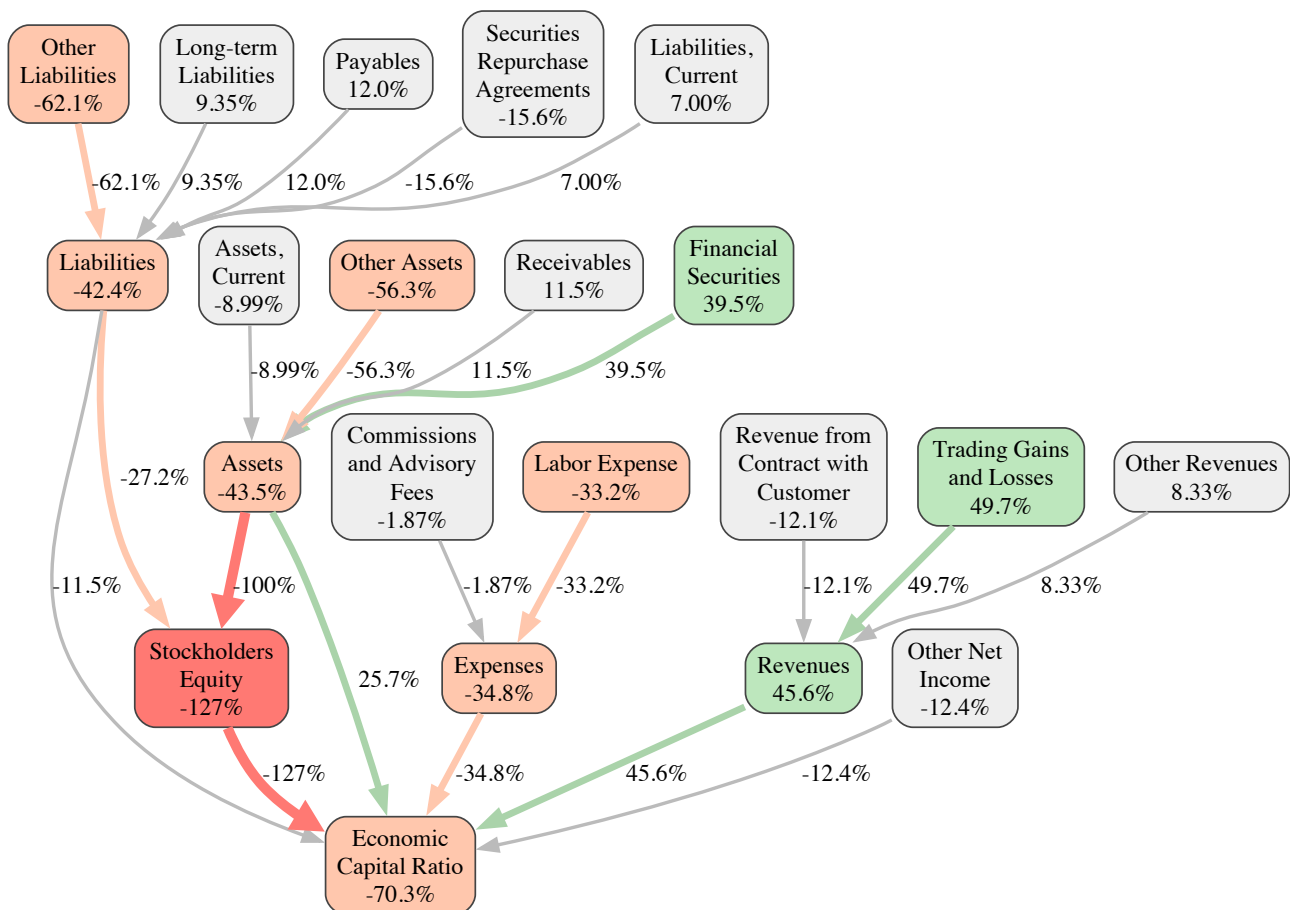 Other
Liabilities
-62.1%
Long-term
Liabilities
9.35%
Payables
12.0%
Securities
Repurchase
Agreements
-15.6%
Liabilities,
Current
7.00%
-62.1%
9.35%
12.0%
-15.6%
7.00%
Liabilities
-42.4%
Assets,
Current
-8.99%
Other Assets
-56.3%
Receivables
11.5%
Financial
Securities
39.5%
-8.99%
-56.3%
11.5%
39.5%
-27.2%
Assets
-43.5%
Commissions
and Advisory
Fees
-1.87%
Labor Expense
-33.2%
Revenue from
Contract with
Customer
-12.1%
Trading Gains
and Losses
49.7%
Other Revenues
8.33%
-11.5%
-100%
-1.87%
-33.2%
-12.1%
49.7%
8.33%
Stockholders
Equity
-127%
25.7%
Expenses
-34.8%
Revenues
45.6%
Other Net
Income
-12.4%
-127%
-34.8%
45.6%
-12.4%
Economic
Capital Ratio
-70.3%